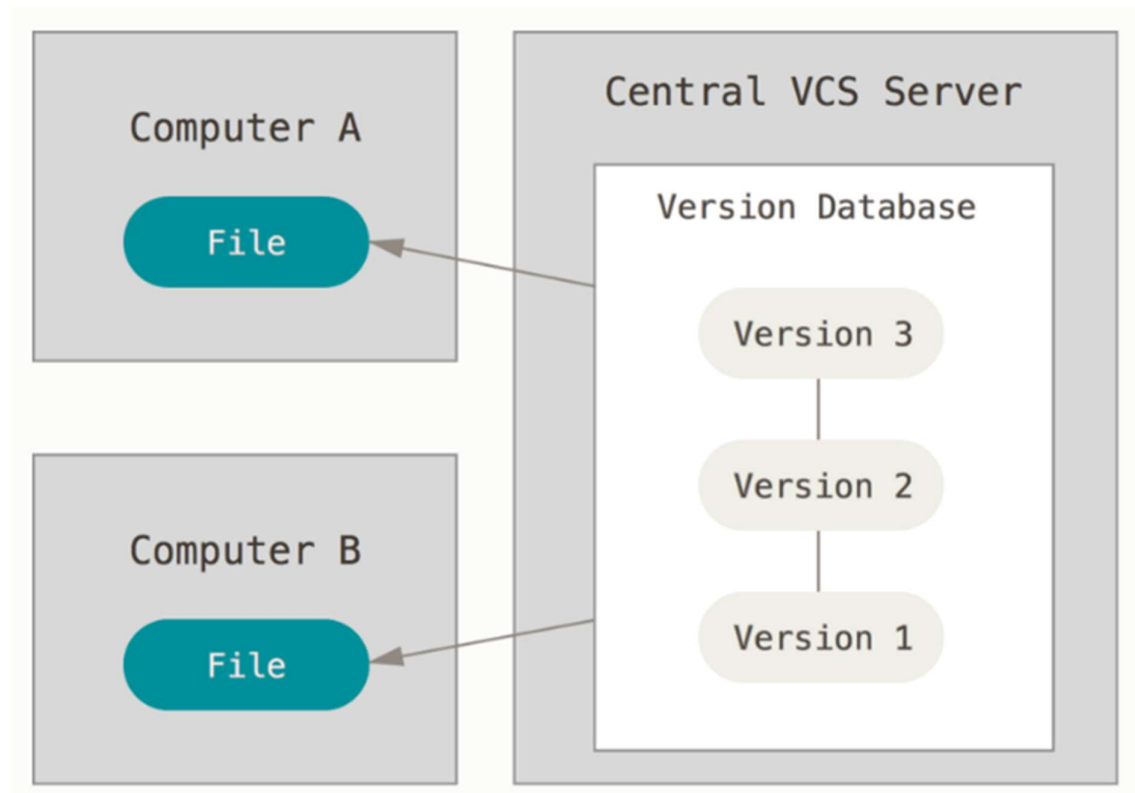 Computer A
File
Computer B
File
Central VCS Server
Version Database
Version 3
Version 2
Version 1